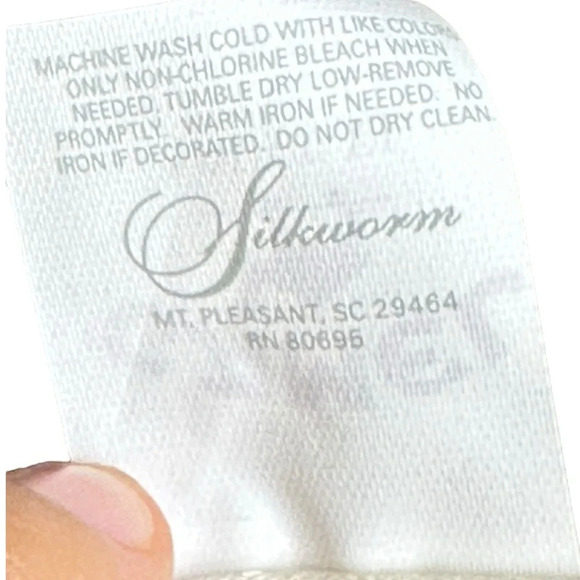 MACHINE WASH COLD WITH LIKE COLORS
ONLY NON-CHLORINE BLEACH WHEN
NEEDED. TUMBLE DRY LOW-REMOVE
PROMPTLY. WARM IRON IF NEEDED. NO
IRON IF DECORATED. DO NOT DRY CLEAN.
Silkworm
MT. PLEASANT, SC 29464
RN 80695